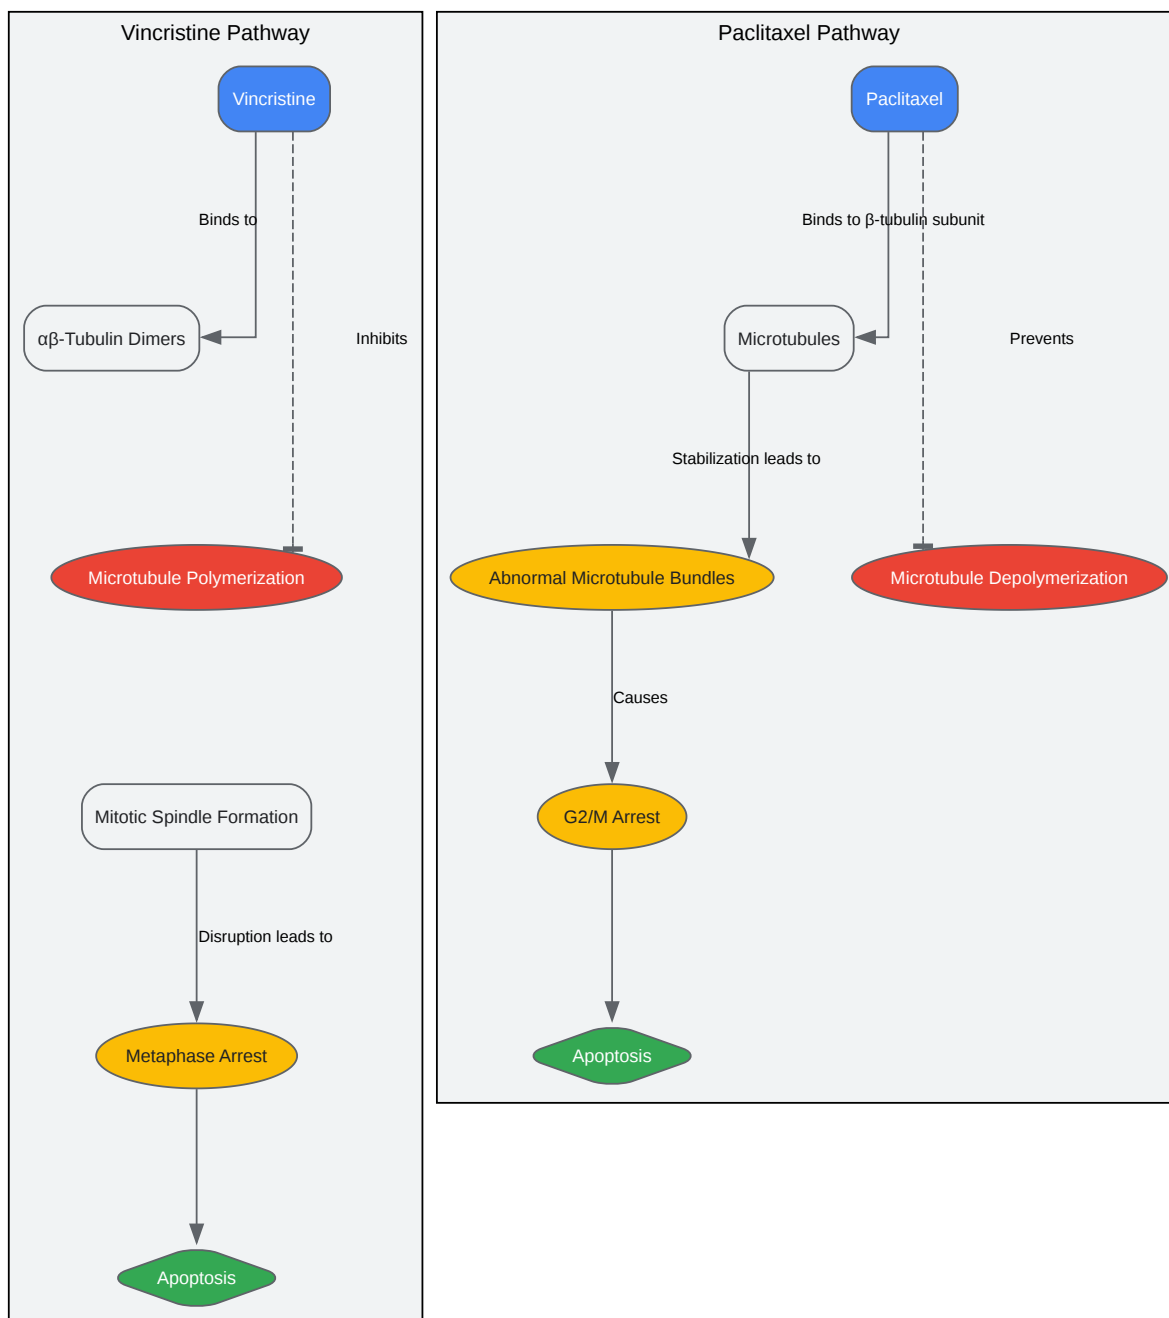 Vincristine Pathway
Vincristine
Binds to
αβ-Tubulin Dimers
Inhibits
Microtubule Polymerization
Mitotic Spindle Formation
Disruption leads to
Metaphase Arrest
Apoptosis
Paclitaxel Pathway
Paclitaxel
Binds to β-tubulin subunit
Microtubules
Prevents
Stabilization leads to
Abnormal Microtubule Bundles
Microtubule Depolymerization
Causes
G2/M Arrest
Apoptosis